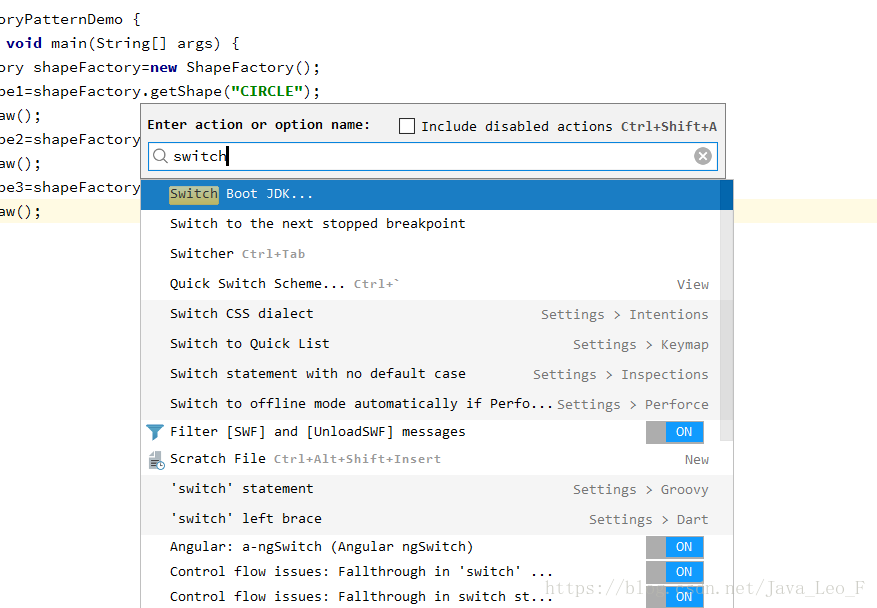 oryPatternDemo {
void main(String[] args) {
ory shapeFactory=new ShapeFactory();
pe1=shapeFactory.getShape("CIRCLE");
aw();
pe2=shapeFactory
aw();
pe3=shapeFactory
aw();
Enter action or option name: Include disabled actions Ctrl+Shift+A
switch
Switch Boot JDK...
Switch to the next stopped breakpoint
Switcher Ctrl+Tab
Quick Switch Scheme... Ctrl+` View
Switch CSS dialect Settings > Intentions
Switch to Quick List Settings > Keymap
Switch statement with no default case Settings > Inspections
Switch to offline mode automatically if Perfo... Settings > Perforce
Filter [SWF] and [UnloadSWF] messages ON
Scratch File Ctrl+Alt+Shift+Insert New
'switch' statement Settings > Groovy
'switch' left brace Settings > Dart
Angular: a-ngSwitch (Angular ngSwitch) ON
Control flow issues: Fallthrough in 'switch' ... ON
Control flow issues: Fallthrough in switch st... ON
https://blog.csdn.net/Java_Leo_F